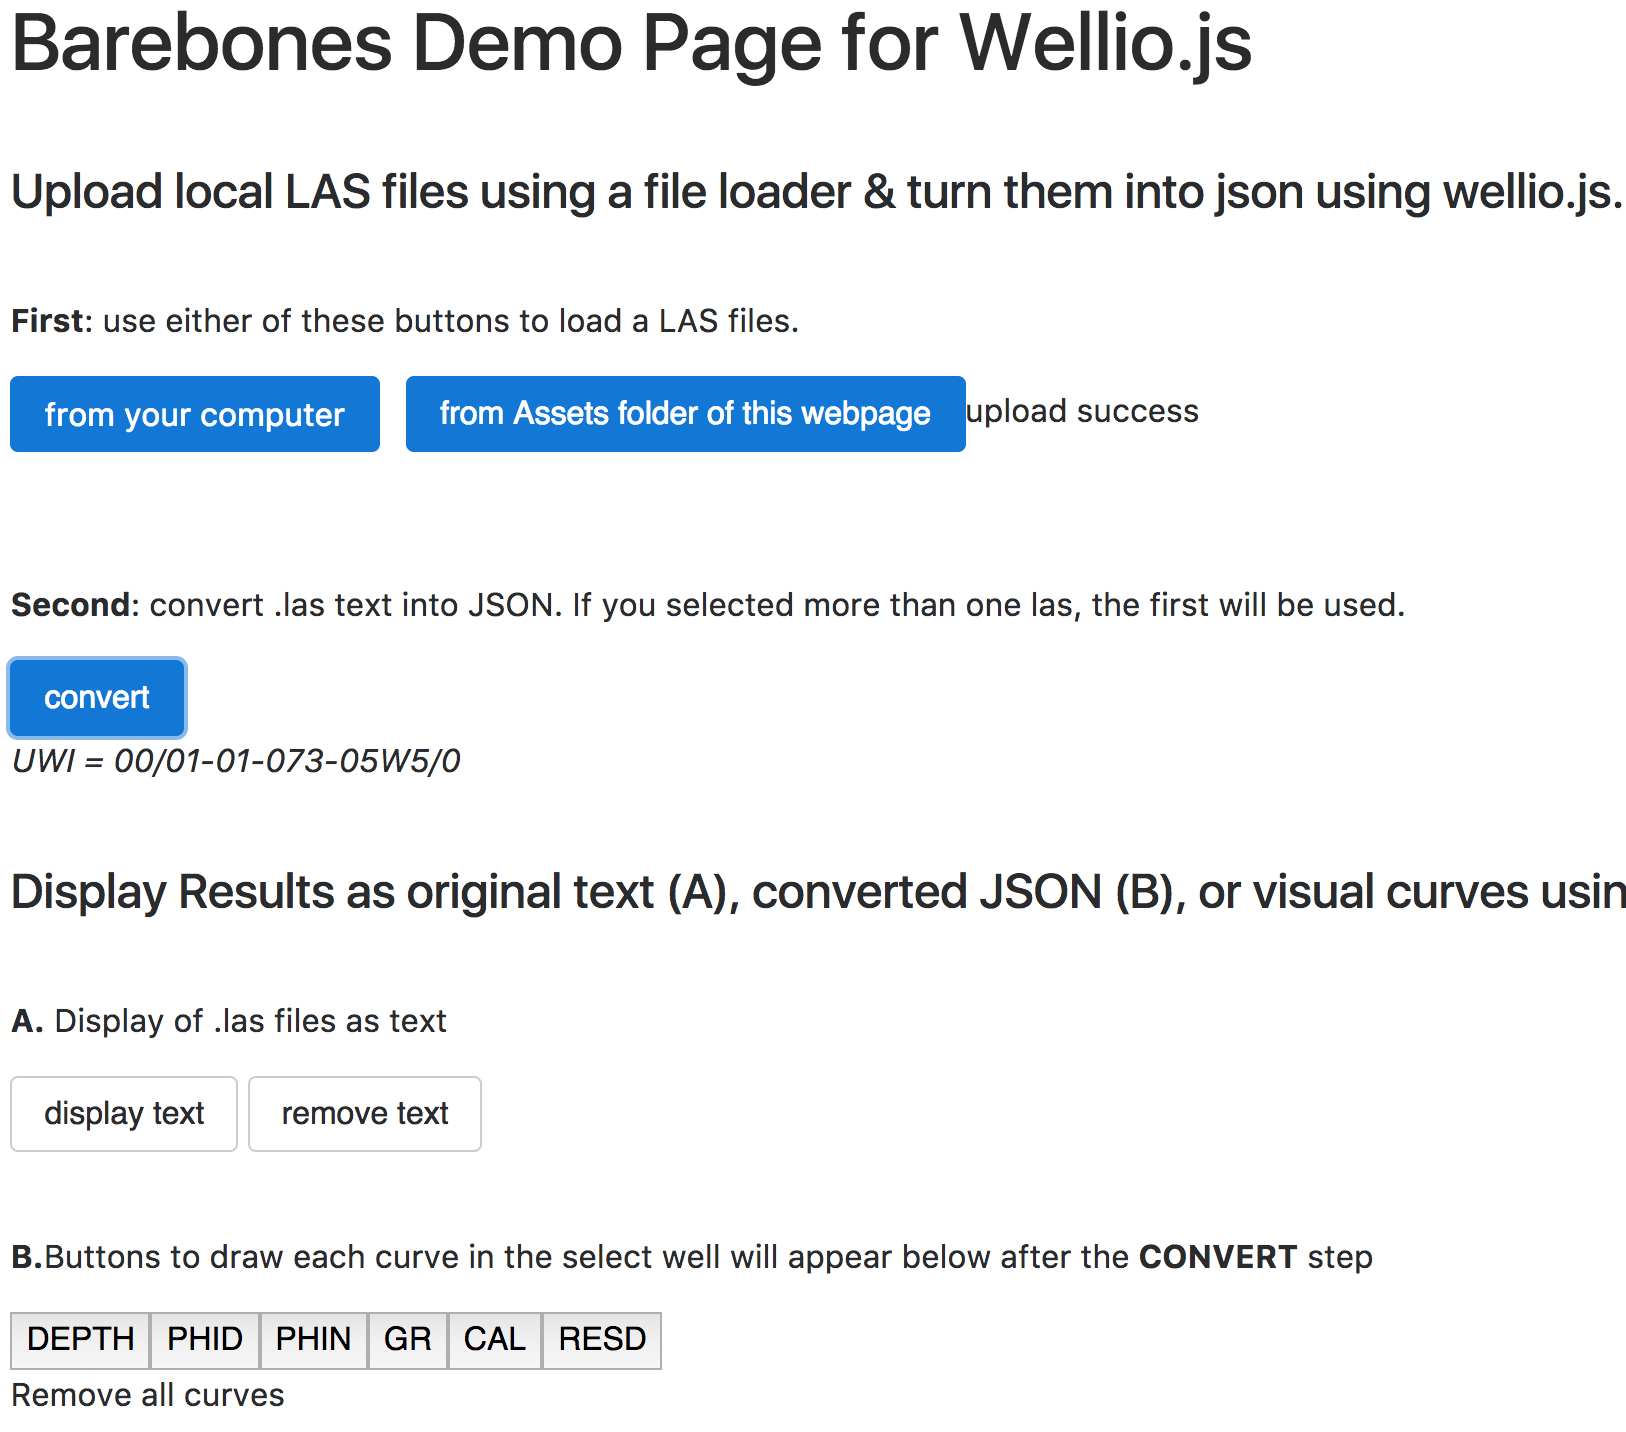 Barebones Demo Page for Wellio.js
Upload local LAS files using a file loader & turn them into json using wellio.js.
First: use either of these buttons to load a LAS files.
from your computer from Assets folder of this webpage upload success
Second: convert .las text into JSON. If you selected more than one las, the first will be used.
convert
UWI = 00/01-01-073-05W5/0
Display Results as original text (A), converted JSON (B), or visual curves usin
A. Display of .las files as text
display text remove text
B.Buttons to draw each curve in the select well will appear below after the CONVERT step
DEPTH PHID PHIN GR CAL RESD
Remove all curves